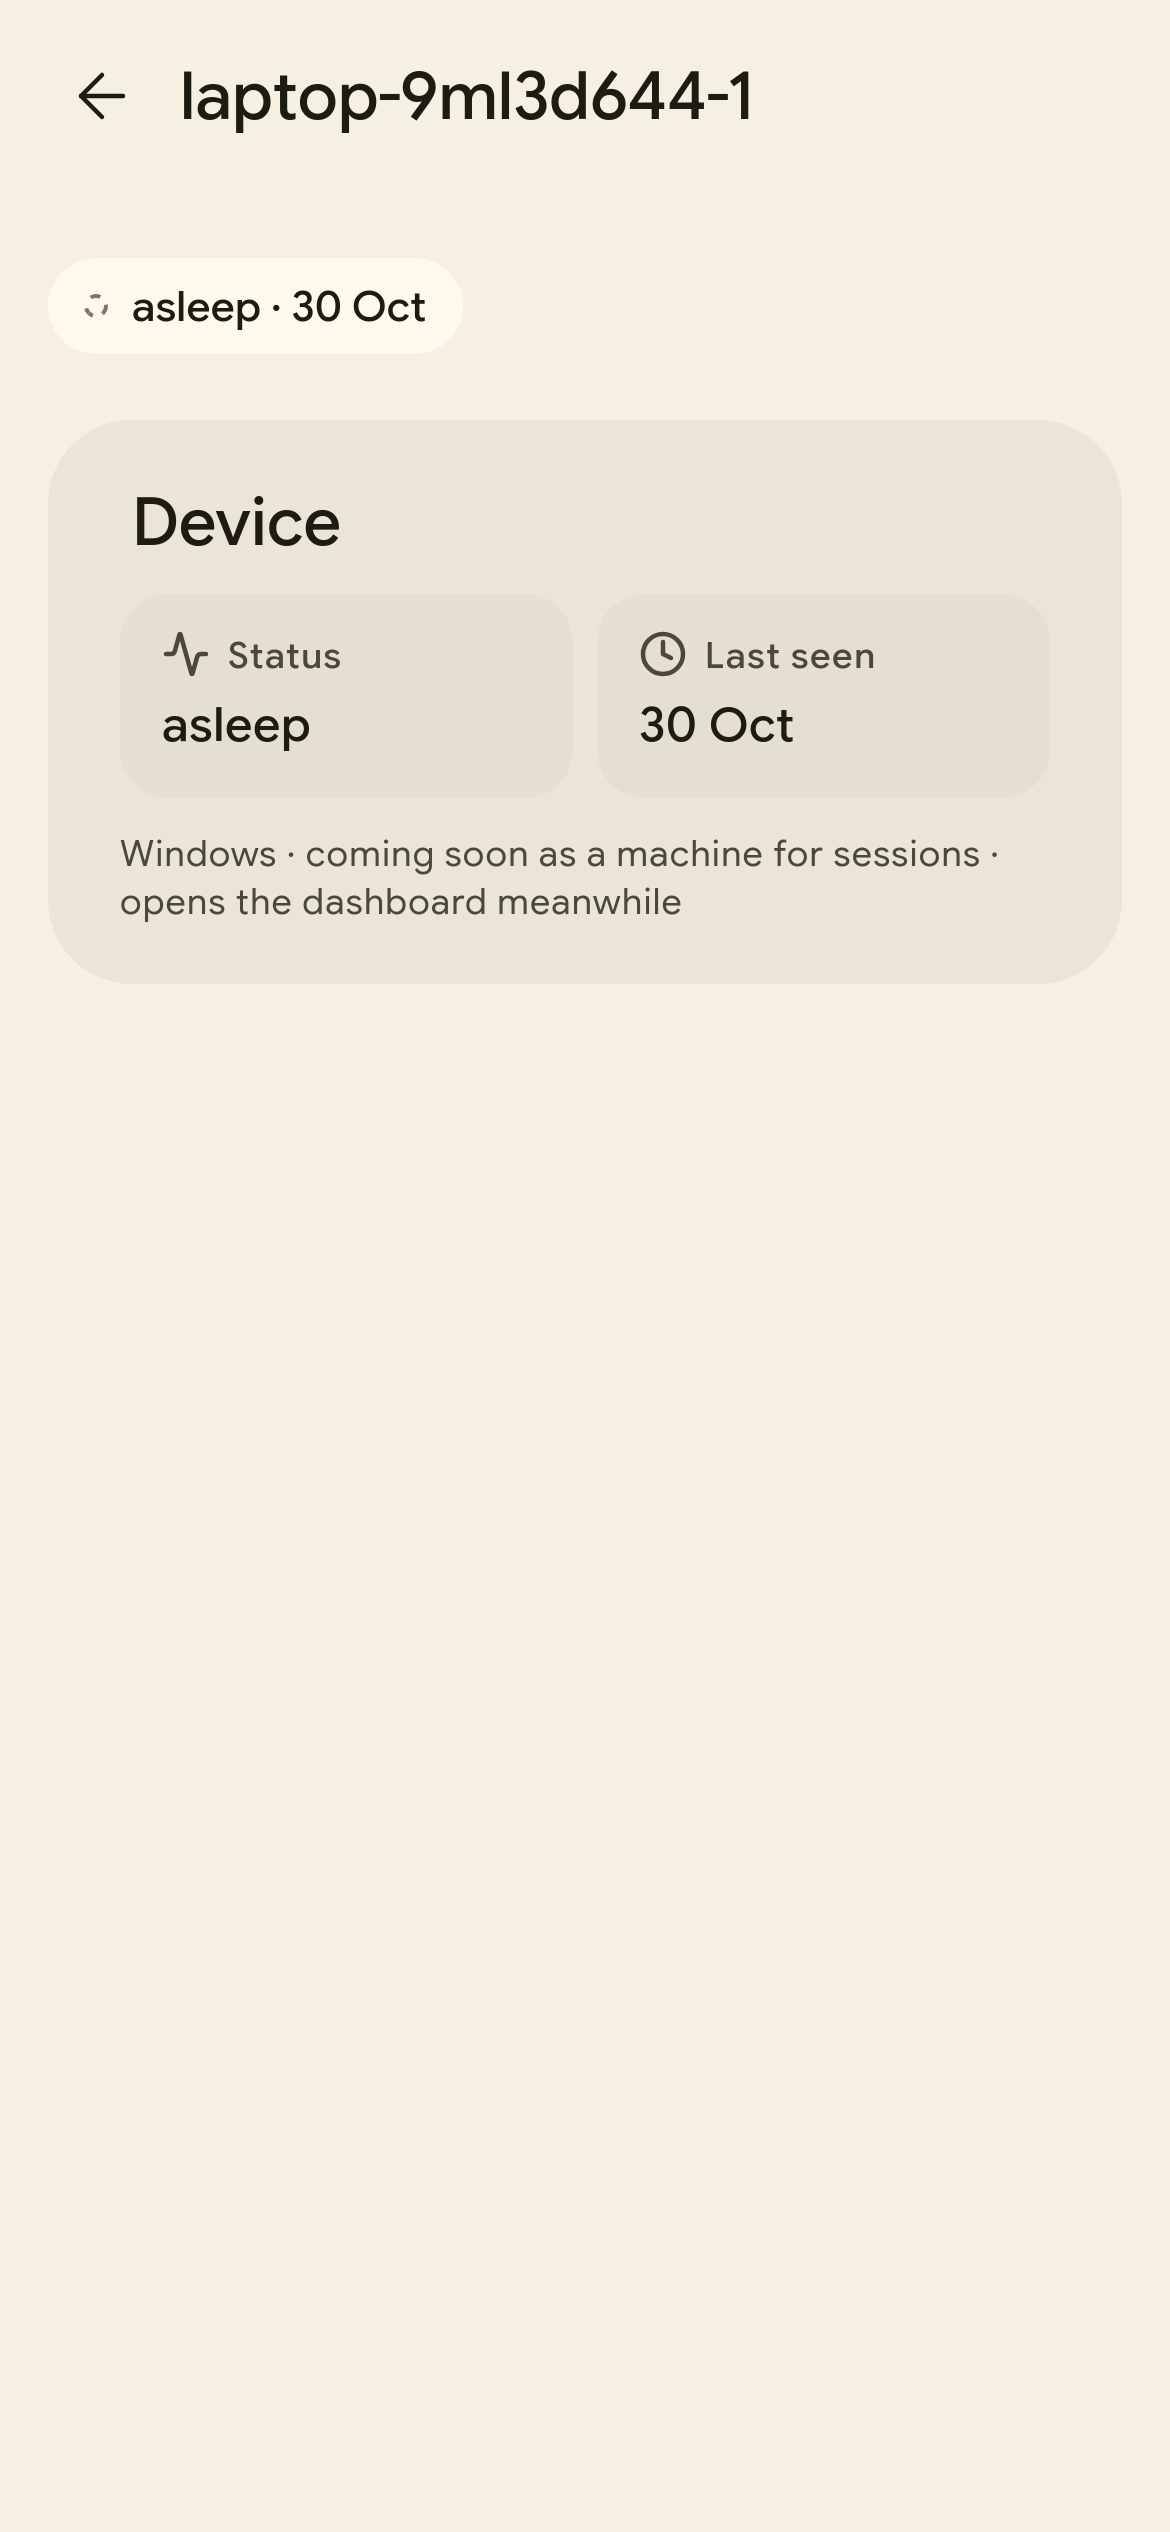 laptop-9ml3d644-1
asleep · 30 Oct
Device
Status
asleep
Last seen
30 Oct
Windows · coming soon as a machine for sessions ·
opens the dashboard meanwhile